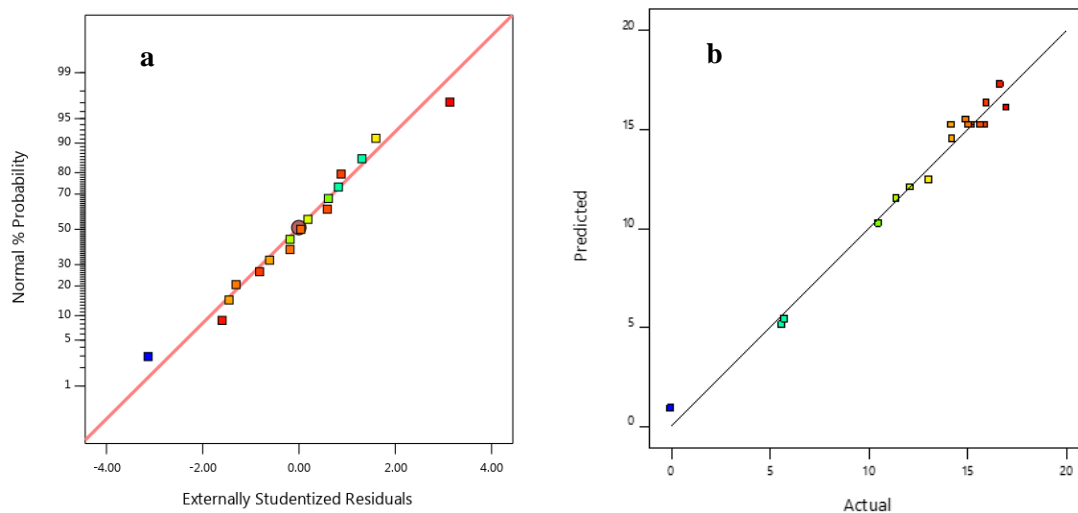 a
Normal % Probability
99
95
90
80
70
50
30
20
10
5
1
-4.00 -2.00 0.00 2.00 4.00
Externally Studentized Residuals
b
Predicted
20
15
10
5
0
0 5 10 15 20
Actual